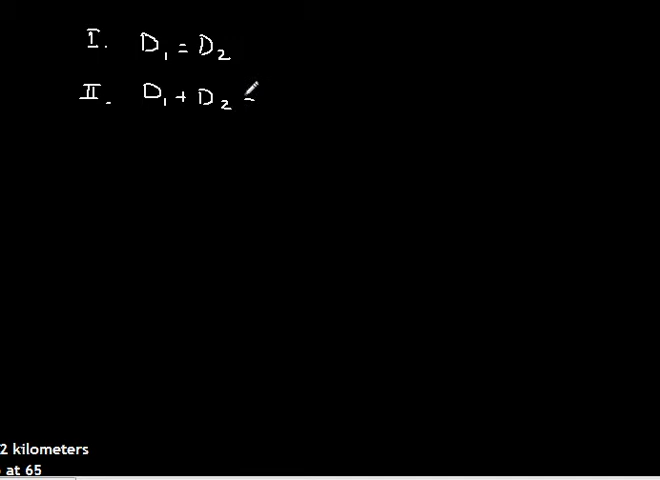 I. D₁ = D₂
II. D₁ + D₂ =
2 kilometers
at 65